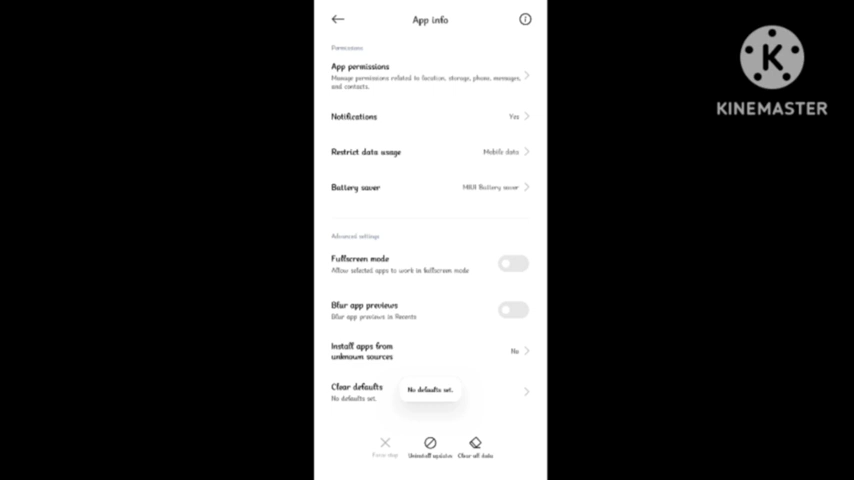 App info
KINEMASTER
Permissions
App permissions
Manage permissions related to location, storage, phone, messages,
and contacts.
Notifications
Yes
Restrict data usage
Mobile data
Battery saver
MIUI Battery saver
Advanced settings
Fullscreen mode
Allow selected apps to work in fullscreen mode
Blur app previews
Blur app previews in Recents
Install apps from
unknown sources
No
Clear defaults
No defaults set.
No defaults set.
Force stop
Uninstall updates
Clear all data